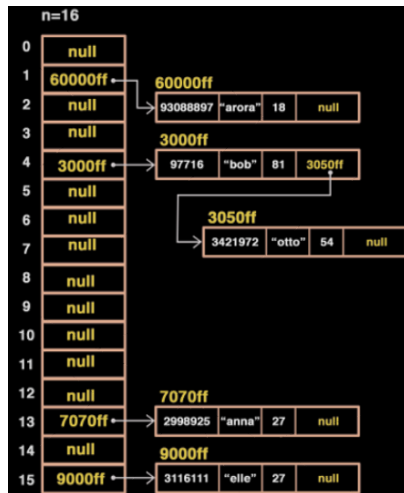 n=16
0 null
1 60000ff
60000ff
93088897 "arora" 18 null
2 null
3 null
3000ff
4 3000ff 97716 "bob" 81 3050ff
5 null
6 null
3050ff
7 null 3421972 "otto" 54 null
8 null
9 null
10 null
11 null
12 null
7070ff
13 7070ff 2998925 "anna" 27 null
14 null
9000ff
15 9000ff 3116111 "elle" 27 null